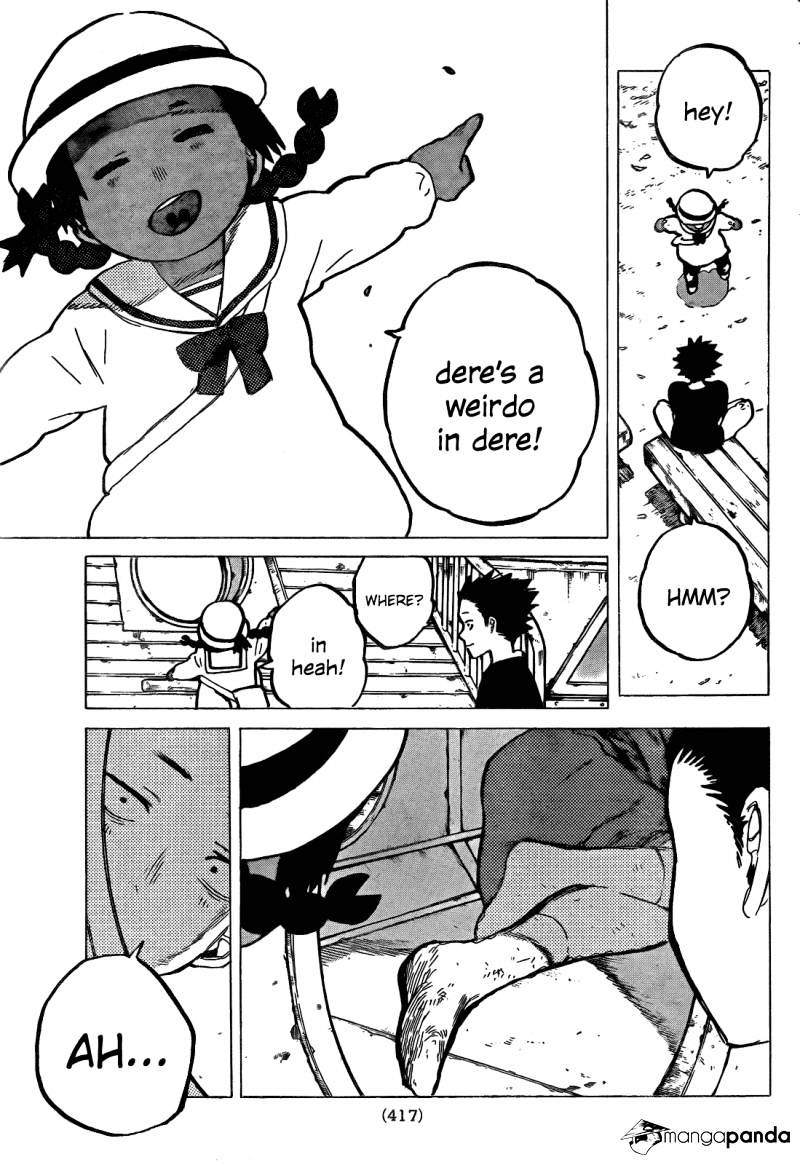 hey!
HMM?
dere's a
weirdo
in dere!
WHERE?
in
heah!
AH...
(417)
mangapanda